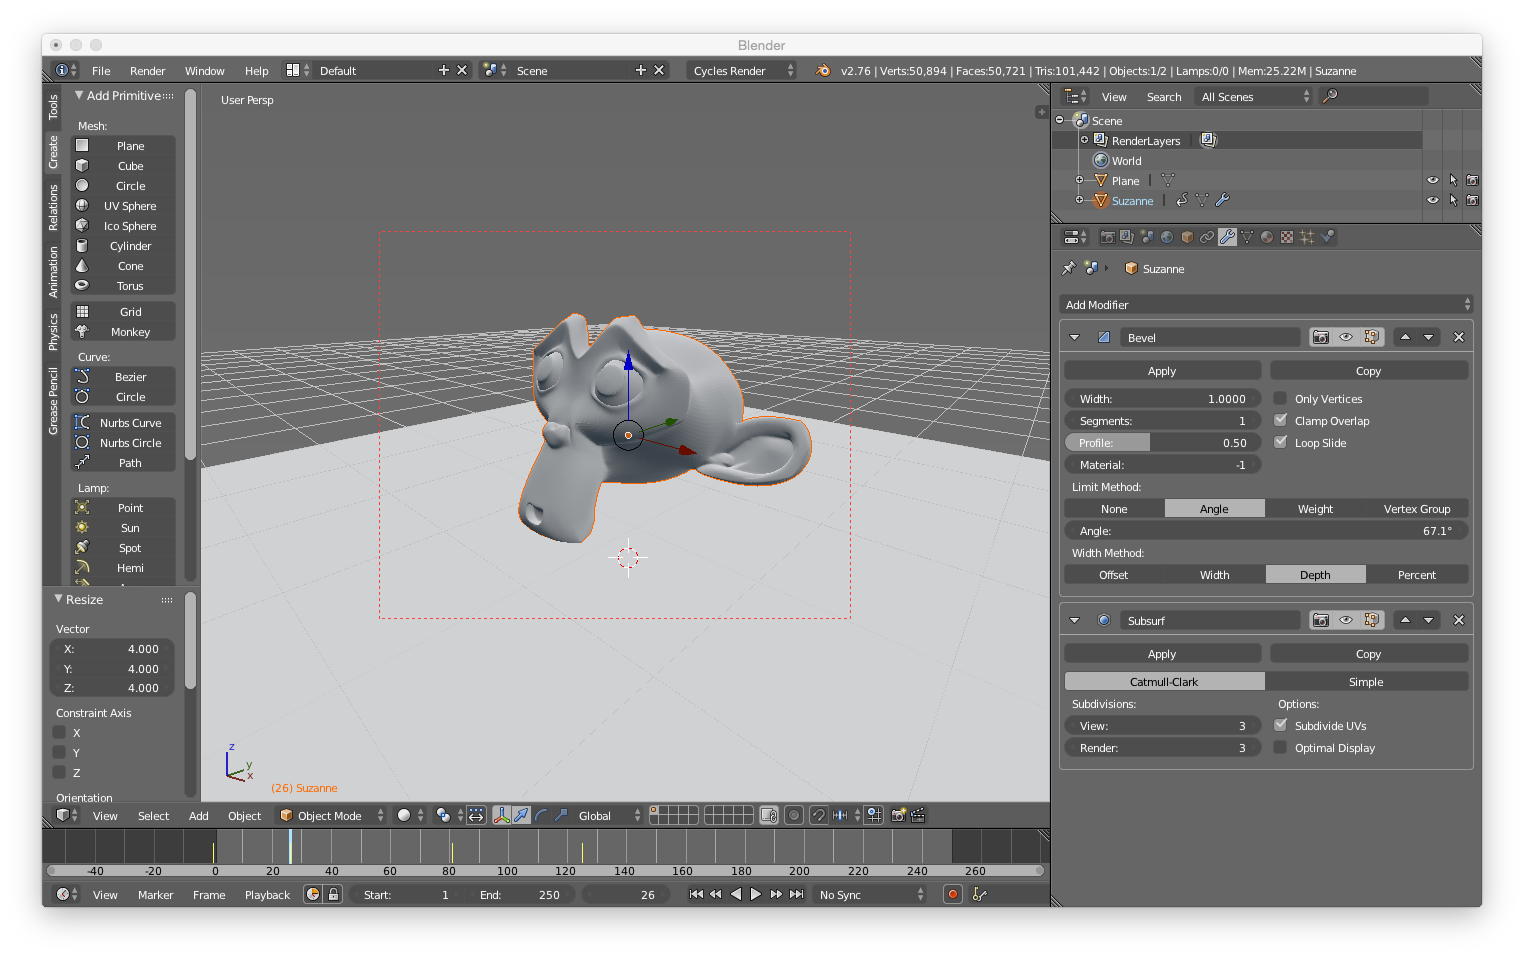 Blender
File Render Window Help Default Scene Cycles Render v2.76 | Verts:50,894 | Faces:50,721 | Tris:101,442 | Objects:1/2 | Lamps:0/0 | Mem:25.22M | Suzanne
Tools
Create
Relations
Animation
Physics
Grease Pencil
Add Primitive
Mesh:
Plane
Cube
Circle
UV Sphere
Ico Sphere
Cylinder
Cone
Torus
Grid
Monkey
Curve:
Bezier
Circle
Nurbs Curve
Nurbs Circle
Path
Lamp:
Point
Sun
Spot
Hemi
Resize
Vector
X: 4.000
Y: 4.000
Z: 4.000
Constraint Axis
X
Y
Z
Orientation
User Persp
z
y
x
(26) Suzanne
View Select Add Object Object Mode Global
-40 -20 0 20 40 60 80 100 120 140 160 180 200 220 240 260
View Marker Frame Playback Start: 1 End: 250 26 No Sync
View Search All Scenes
Scene
RenderLayers
World
Plane
Suzanne
Suzanne
Add Modifier
Bevel
Apply Copy
Width: 1.0000 Only Vertices
Segments: 1 Clamp Overlap
Profile: 0.50 Loop Slide
Material: -1
Limit Method:
None Angle Weight Vertex Group
Angle: 67.1°
Width Method:
Offset Width Depth Percent
Subsurf
Apply Copy
Catmull-Clark Simple
Subdivisions: Options:
View: 3 Subdivide UVs
Render: 3 Optimal Display